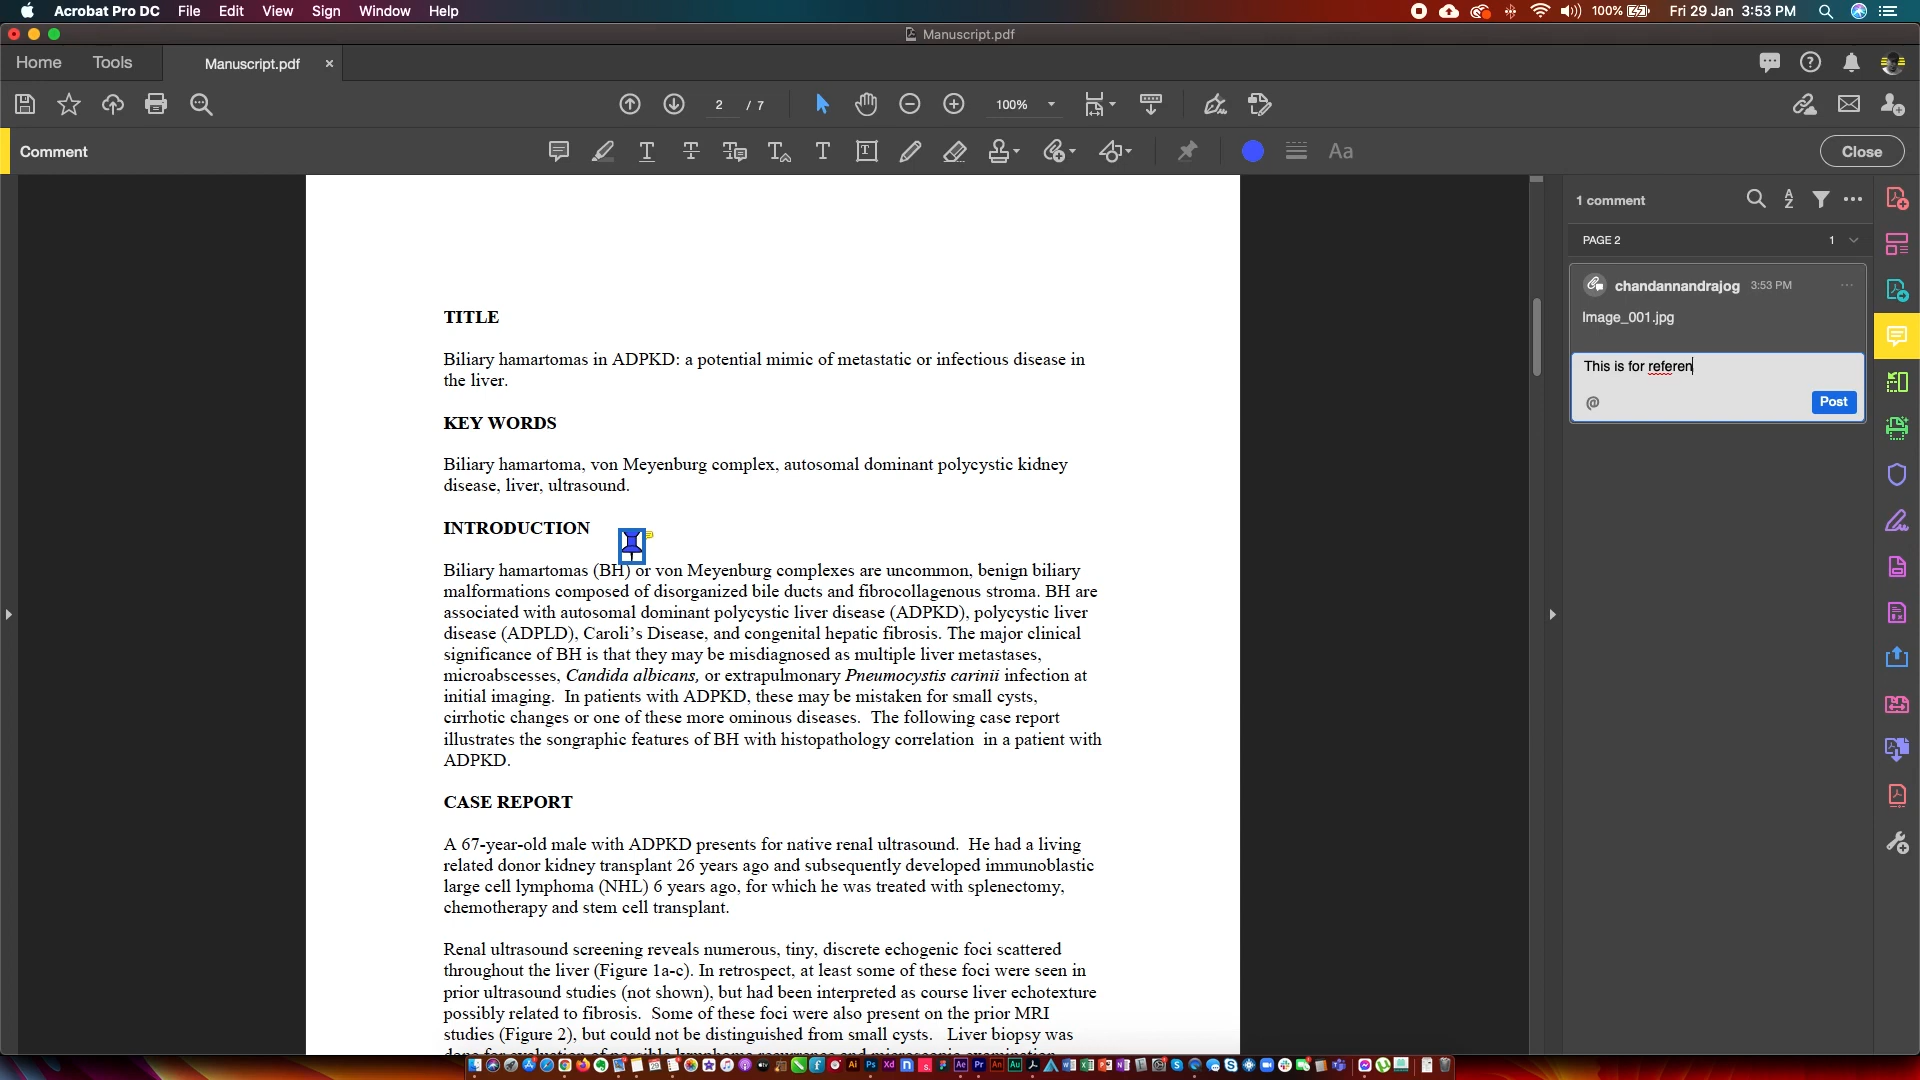 Acrobat Pro DC File Edit View Sign Window Help
100% Fri 29 Jan 3:53 PM
Manuscript.pdf
Home Tools Manuscript.pdf
2 / 7 100%
Comment
Close
TITLE
Biliary hamartomas in ADPKD: a potential mimic of metastatic or infectious disease in
the liver.
KEY WORDS
Biliary hamartoma, von Meyenburg complex, autosomal dominant polycystic kidney
disease, liver, ultrasound.
INTRODUCTION
Biliary hamartomas (BH) or von Meyenburg complexes are uncommon, benign biliary
malformations composed of disorganized bile ducts and fibrocollagenous stroma. BH are
associated with autosomal dominant polycystic liver disease (ADPKD), polycystic liver
disease (ADPLD), Caroli’s Disease, and congenital hepatic fibrosis. The major clinical
significance of BH is that they may be misdiagnosed as multiple liver metastases,
microabscesses, Candida albicans, or extrapulmonary Pneumocystis carinii infection at
initial imaging. In patients with ADPKD, these may be mistaken for small cysts,
cirrhotic changes or one of these more ominous diseases. The following case report
illustrates the songraphic features of BH with histopathology correlation in a patient with
ADPKD.
CASE REPORT
A 67-year-old male with ADPKD presents for native renal ultrasound. He had a living
related donor kidney transplant 26 years ago and subsequently developed immunoblastic
large cell lymphoma (NHL) 6 years ago, for which he was treated with splenectomy,
chemotherapy and stem cell transplant.
Renal ultrasound screening reveals numerous, tiny, discrete echogenic foci scattered
throughout the liver (Figure 1a-c). In retrospect, at least some of these foci were seen in
prior ultrasound studies (not shown), but had been interpreted as course liver echotexture
possibly related to fibrosis. Some of these foci were also present on the prior MRI
studies (Figure 2), but could not be distinguished from small cysts. Liver biopsy was
1 comment
PAGE 2 1
chandannandrajog 3:53 PM
Image_001.jpg
This is for referen
@ Post